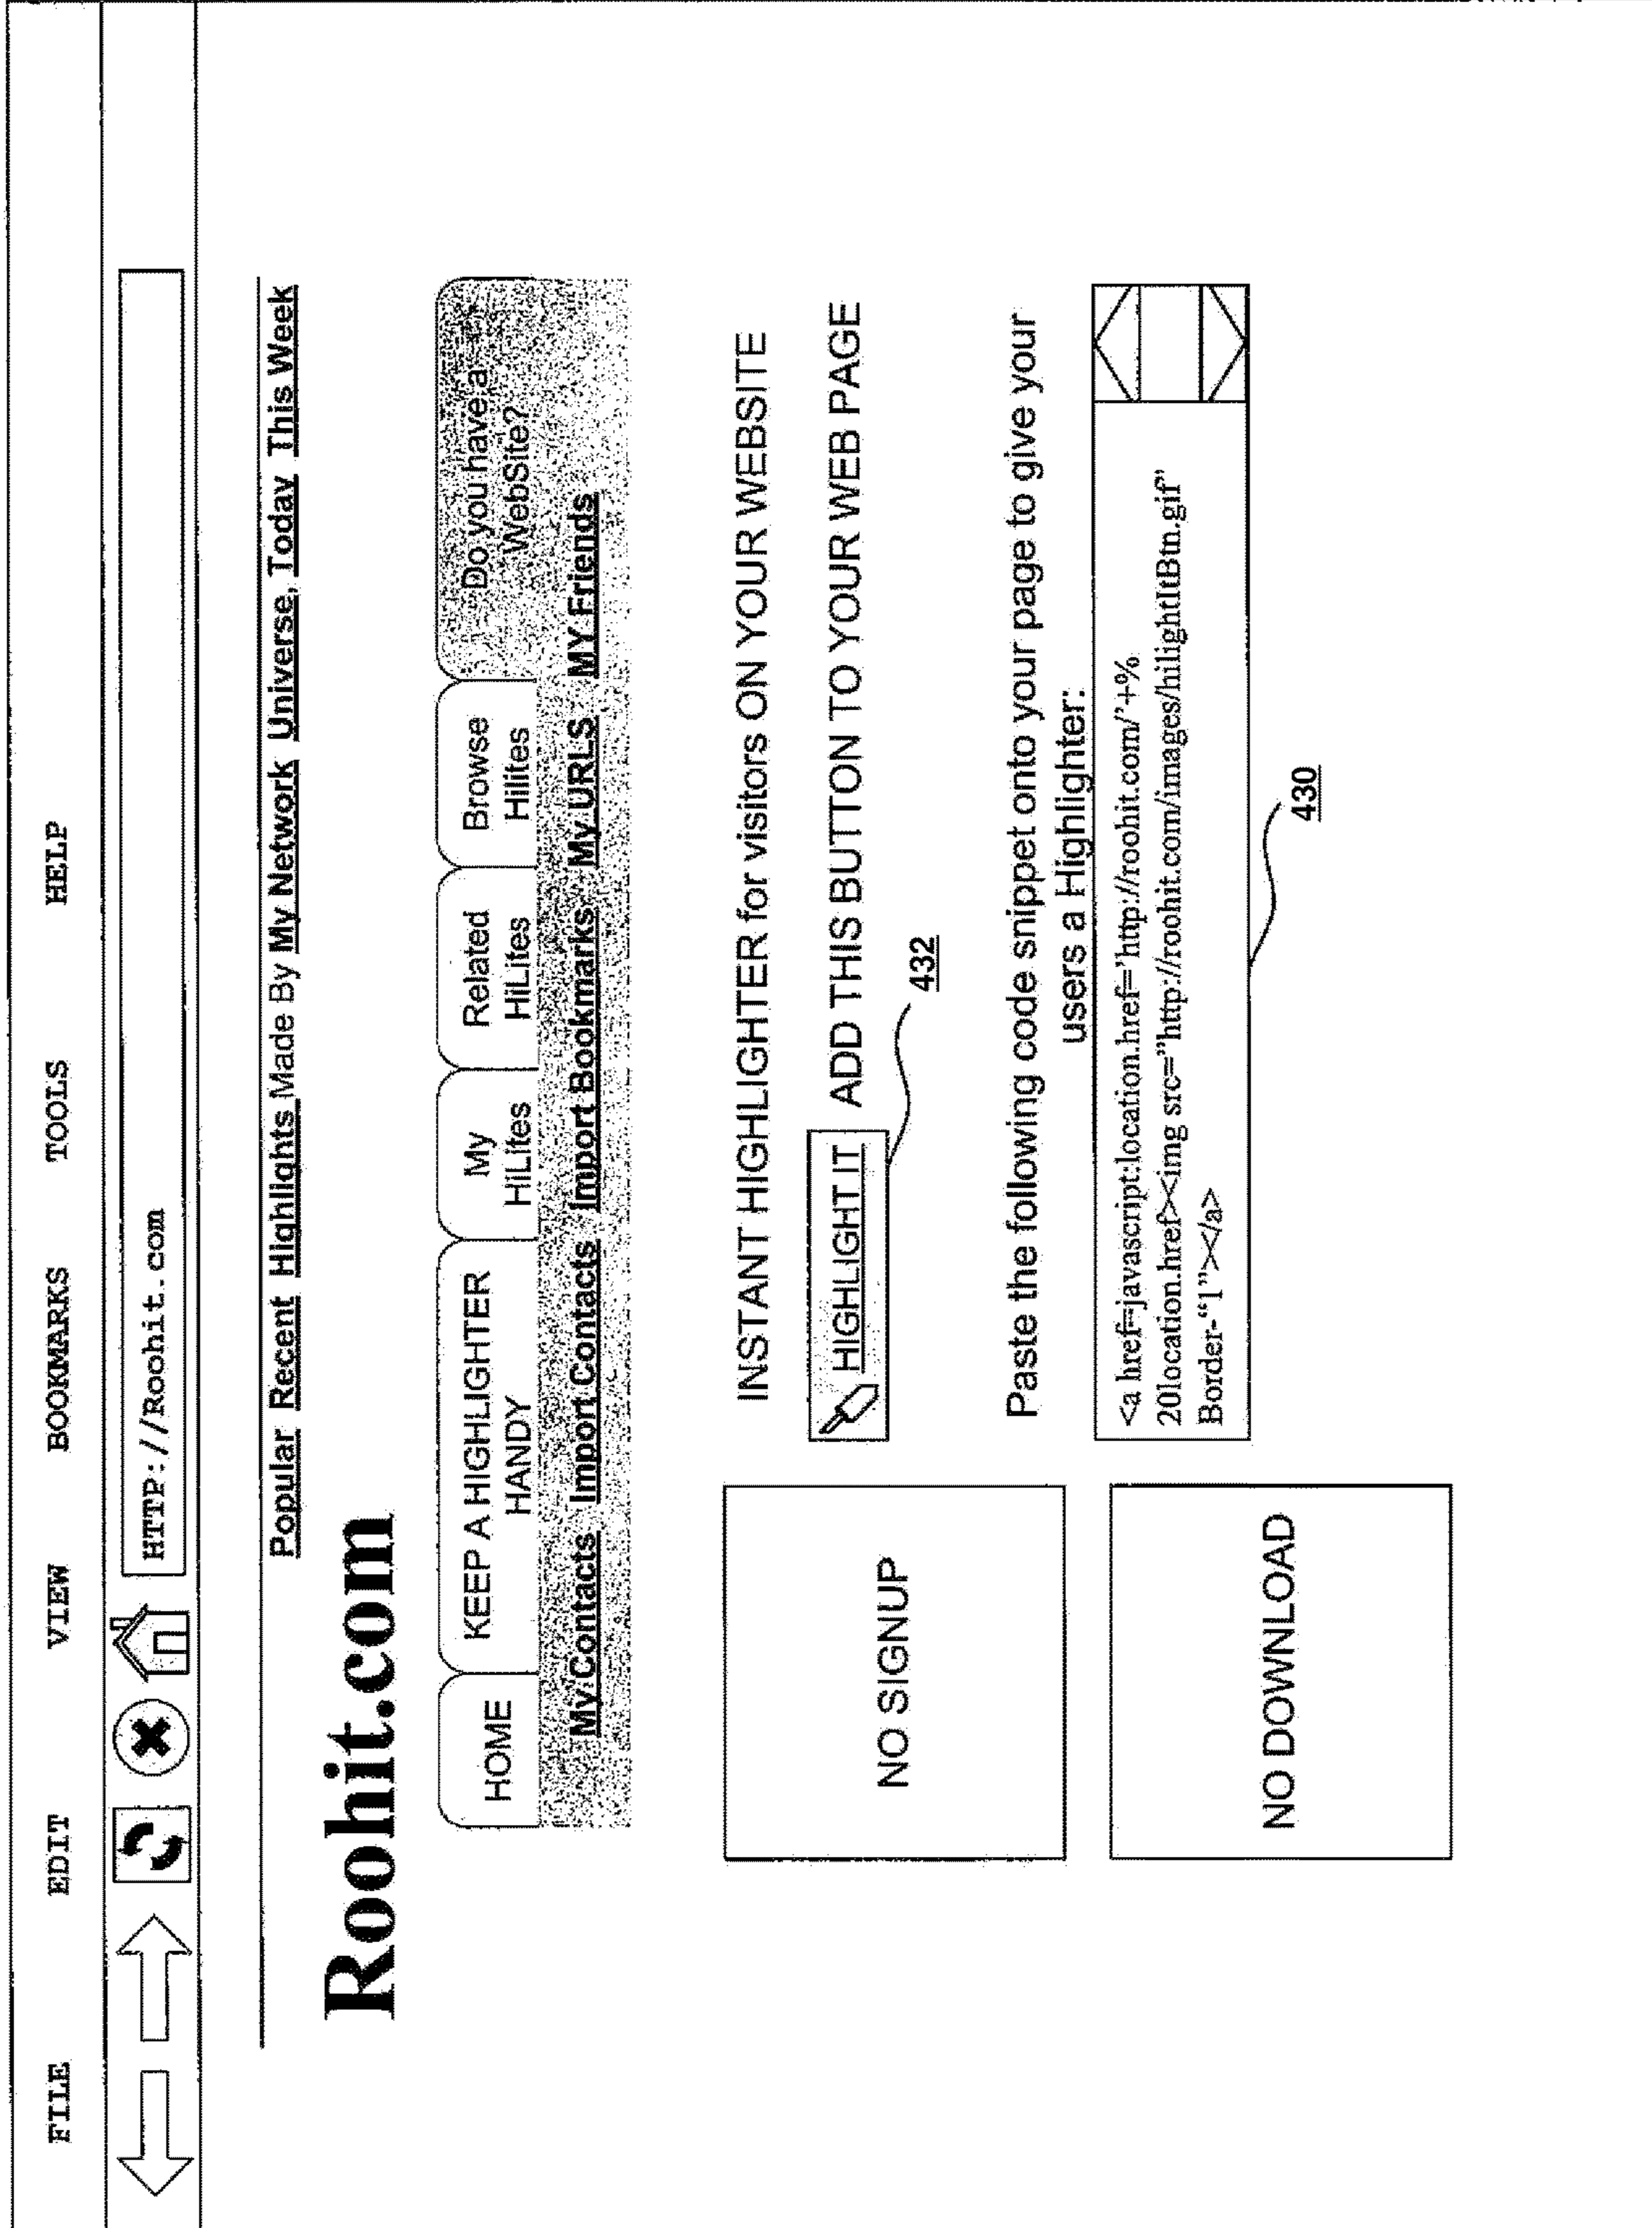 FILE EDIT VIEW BOOKMARKS TOOLS HELP
HTTP://Roohit.com
Popular Recent Highlights Made By My Network Universe, Today This Week
Roohit.com
HOME
KEEP A HIGHLIGHTER
HANDY
My
HiLites
Related
HiLites
Browse
Hilites
Do you have a
WebSite?
My Contacts Import Contacts Import Bookmarks My URLS MY Friends
NO SIGNUP
NO DOWNLOAD
INSTANT HIGHLIGHTER for visitors ON YOUR WEBSITE
HIGHLIGHT IT ADD THIS BUTTON TO YOUR WEB PAGE
432
Paste the following code snippet onto your page to give your
users a Highlighter:
<a href=javascript:location.href='http://roohit.com/'+%
20location.href><img src="http://roohit.com/images/hilightItBtn.gif"
Border-"1"></a>
430